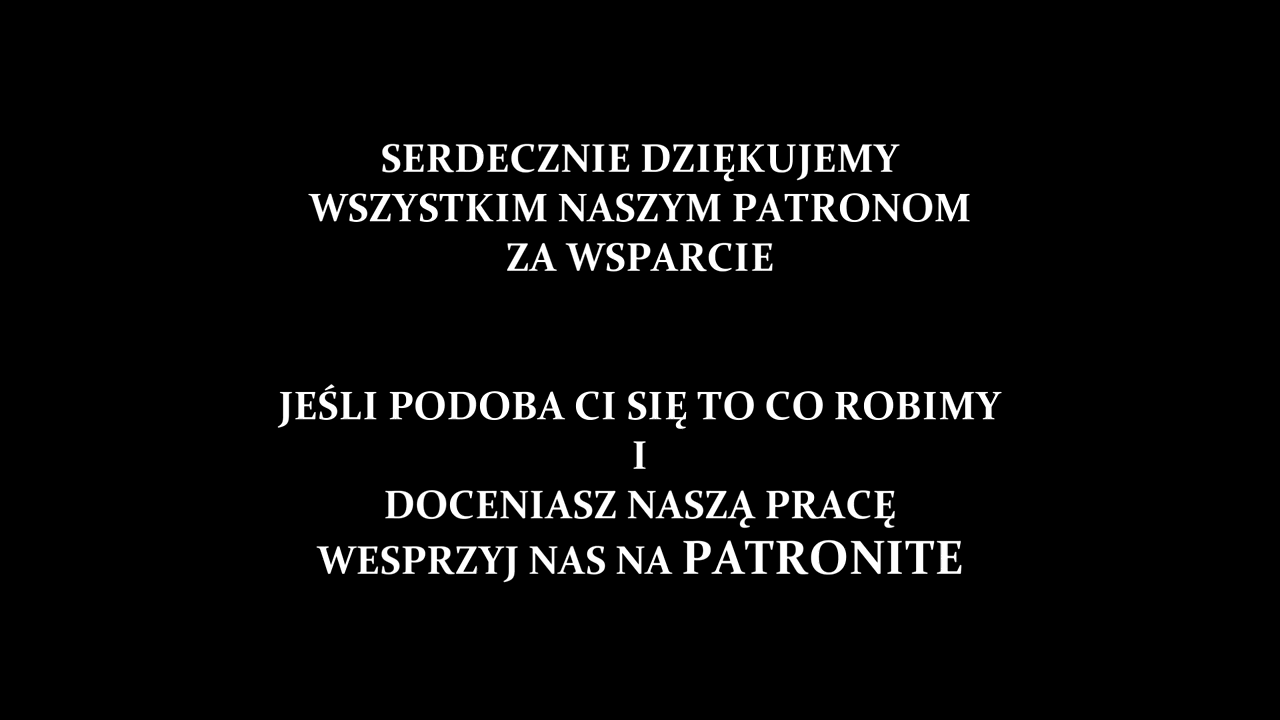 SERDECZNIE DZIĘKUJEMY
WSZYSTKIM NASZYM PATRONOM
ZA WSPARCIE
JEŚLI PODOBA CI SIĘ TO CO ROBIMY
I
DOCENIASZ NASZĄ PRACĘ
WESPRZYJ NAS NA PATRONITE